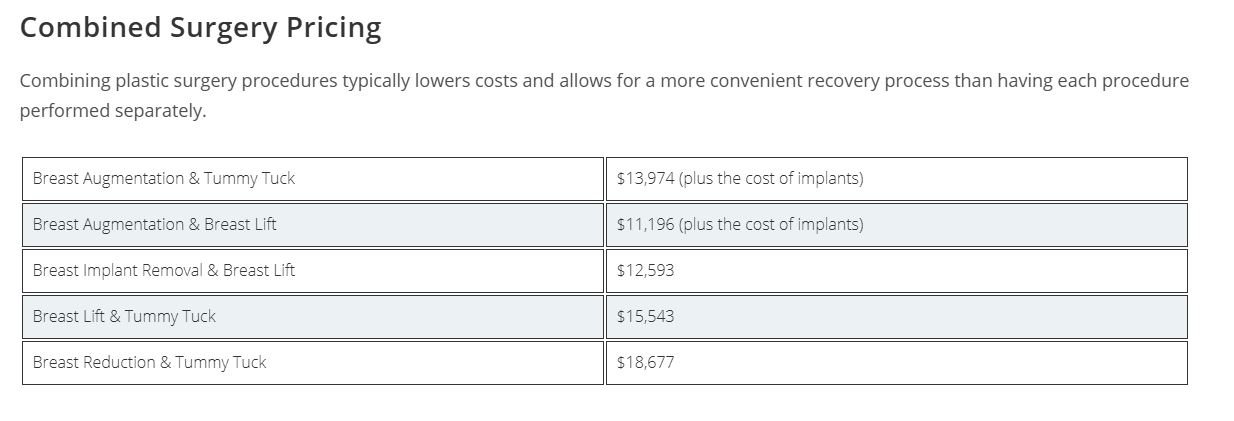 Combined Surgery Pricing
Combining plastic surgery procedures typically lowers costs and allows for a more convenient recovery process than having each procedure
performed separately.
Breast Augmentation & Tummy Tuck $13,974 (plus the cost of implants)
Breast Augmentation & Breast Lift $11,196 (plus the cost of implants)
Breast Implant Removal & Breast Lift $12,593
Breast Lift & Tummy Tuck $15,543
Breast Reduction & Tummy Tuck $18,677